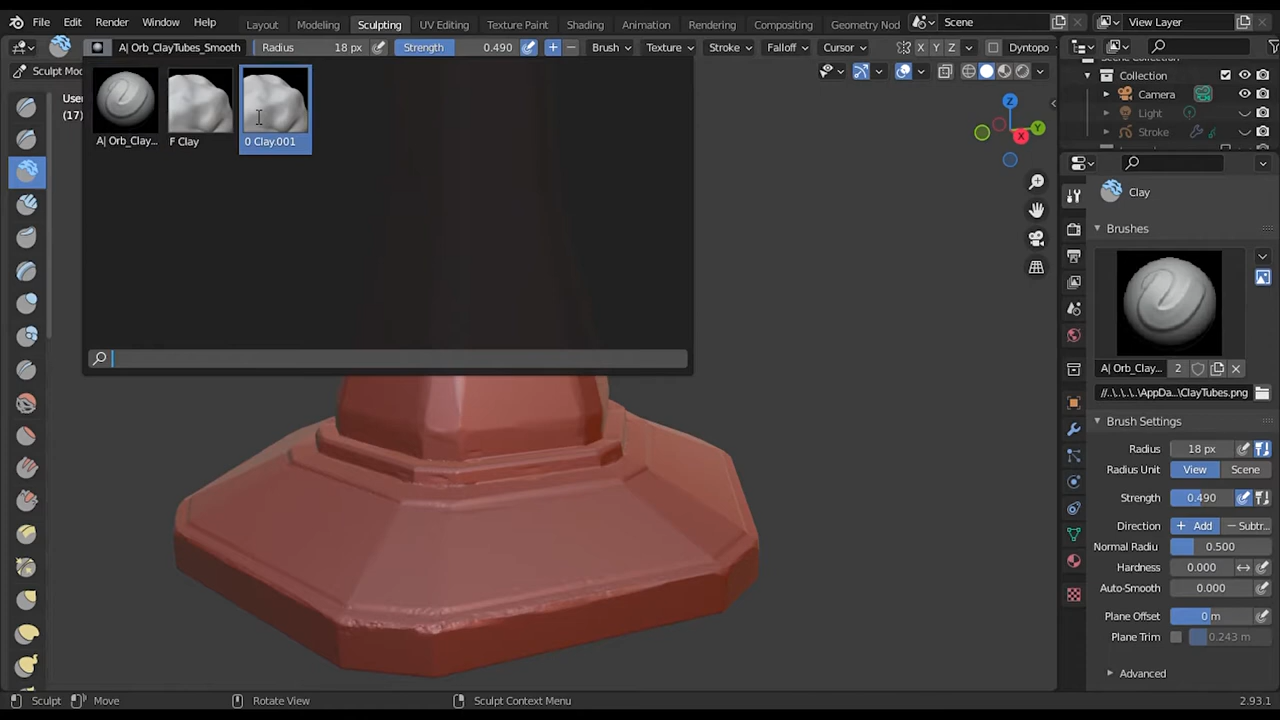 File Edit Render Window Help Layout Modeling Sculpting UV Editing Texture Paint Shading Animation Rendering Compositing Geometry Nod Scene View Layer
A| Orb_ClayTubes_Smooth Radius 18 px Strength 0.490 Brush Texture Stroke Falloff Cursor X Y Z Dyntopo
Sculpt Mod
User
(17)
A| Orb_Clay... F Clay 0 Clay.001
Z
Y
X
Scene Collection
Collection
Camera
Light
Stroke
Clay
Brushes
A| Orb_Clay... 2
//..\..\..\..\AppDa...\ClayTubes.png
Brush Settings
Radius 18 px
Radius Unit View Scene
Strength 0.490
Direction + Add − Subtr...
Normal Radiu 0.500
Hardness 0.000
Auto-Smooth 0.000
Plane Offset 0 m
Plane Trim 0.243 m
Advanced
Sculpt Move Rotate View Sculpt Context Menu 2.93.1